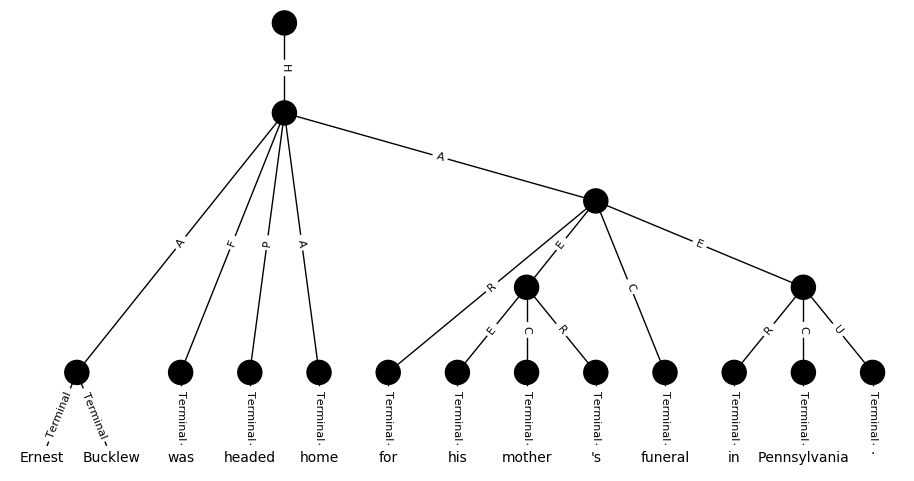 H
A
A
F
P
A
E
E
R
C
E
C
R
R
C
U
Terminal Terminal Terminal Terminal Terminal Terminal Terminal Terminal Terminal Terminal Terminal Terminal Terminal
Ernest Bucklew was headed home for his mother 's funeral in Pennsylvania .